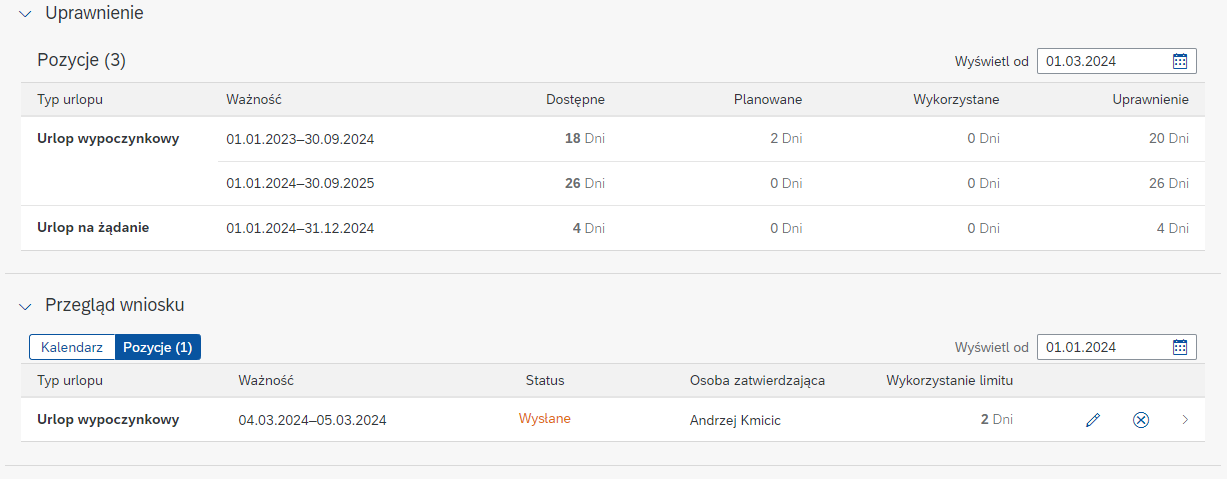 Uprawnienie
Pozycje (3) Wyświetl od 01.03.2024
Typ urlopu Ważność Dostępne Planowane Wykorzystane Uprawnienie
Urlop wypoczynkowy 01.01.2023–30.09.2024 18 Dni 2 Dni 0 Dni 20 Dni
01.01.2024–30.09.2025 26 Dni 0 Dni 0 Dni 26 Dni
Urlop na żądanie 01.01.2024–31.12.2024 4 Dni 0 Dni 0 Dni 4 Dni
Przegląd wniosku
Kalendarz Pozycje (1) Wyświetl od 01.01.2024
Typ urlopu Ważność Status Osoba zatwierdzająca Wykorzystanie limitu
Urlop wypoczynkowy 04.03.2024–05.03.2024 Wyslane Andrzej Kmicic 2 Dni